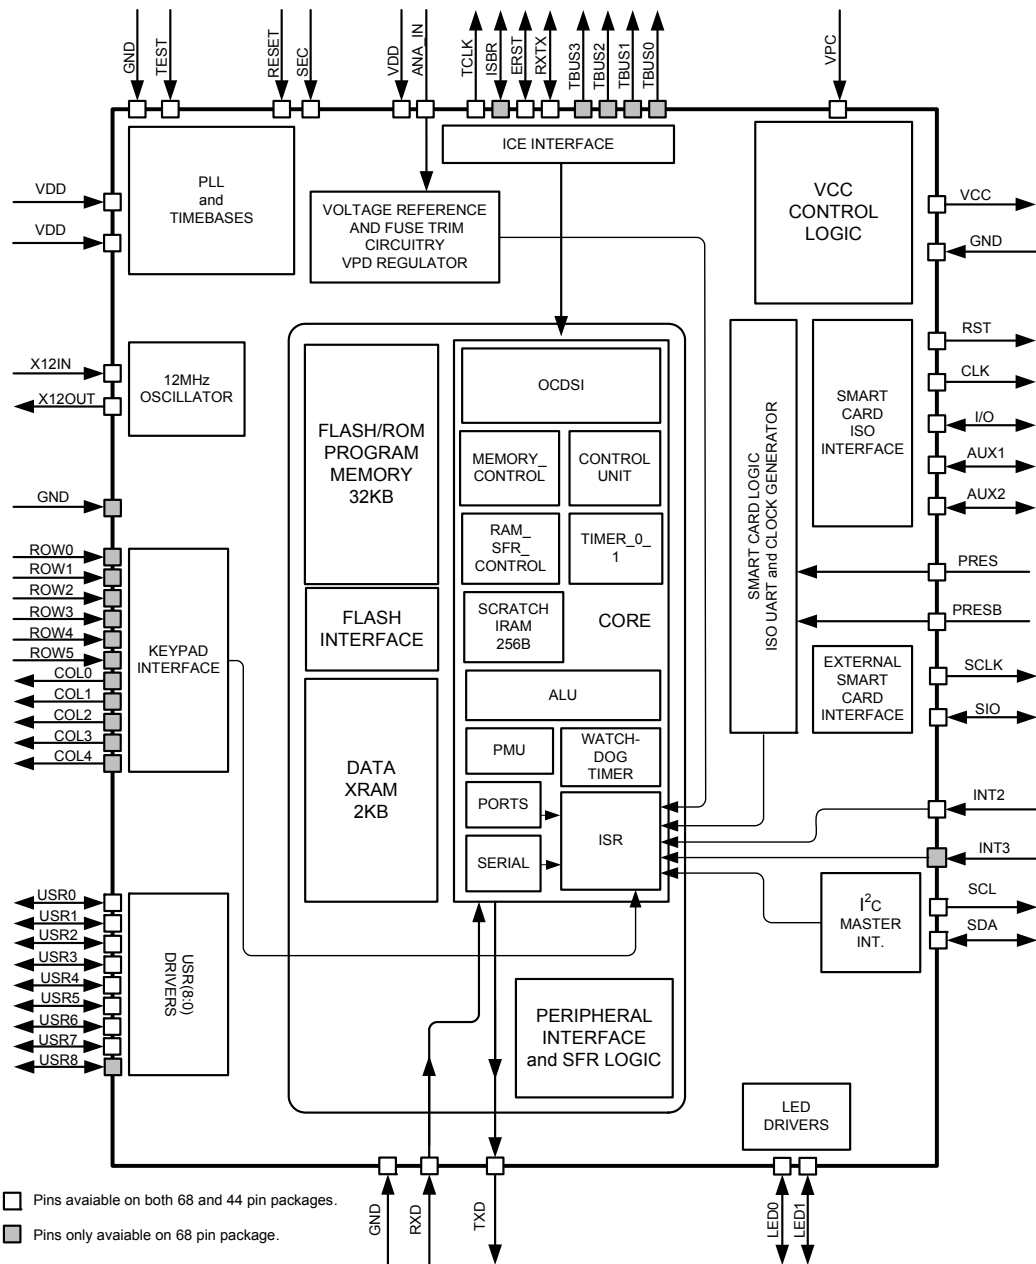 GND
TEST
RESET
SEC
VDD
ANA_IN
TCLK
ISBR
ERST
RXTX
TBUS3
TBUS2
TBUS1
TBUS0
VPC
ICE INTERFACE
PLL
and
TIMEBASES
VOLTAGE REFERENCE
AND FUSE TRIM
CIRCUITRY
VPD REGULATOR
VCC
CONTROL
LOGIC
VDD
VDD
VCC
GND
X12IN
X12OUT
12MHz
OSCILLATOR
FLASH/ROM
PROGRAM
MEMORY
32KB
OCDSI
MEMORY_
CONTROL
CONTROL
UNIT
RAM_
SFR_
CONTROL
TIMER_0_
1
SCRATCH
IRAM
256B
CORE
SMART CARD LOGIC
ISO UART and CLOCK GENERATOR
SMART
CARD
ISO
INTERFACE
RST
CLK
I/O
AUX1
AUX2
PRES
PRESB
GND
ROW0
ROW1
ROW2
ROW3
ROW4
ROW5
COL0
COL1
COL2
COL3
COL4
KEYPAD
INTERFACE
FLASH
INTERFACE
ALU
PMU
WATCH-
DOG
TIMER
DATA
XRAM
2KB
PORTS
SERIAL
ISR
EXTERNAL
SMART
CARD
INTERFACE
SCLK
SIO
INT2
INT3
SCL
SDA
I2C
MASTER
INT.
USR0
USR1
USR2
USR3
USR4
USR5
USR6
USR7
USR8
USR(8:0)
DRIVERS
PERIPHERAL
INTERFACE
and SFR LOGIC
LED
DRIVERS
GND
RXD
TXD
LED0
LED1
Pins avaiable on both 68 and 44 pin packages.
Pins only avaiable on 68 pin package.